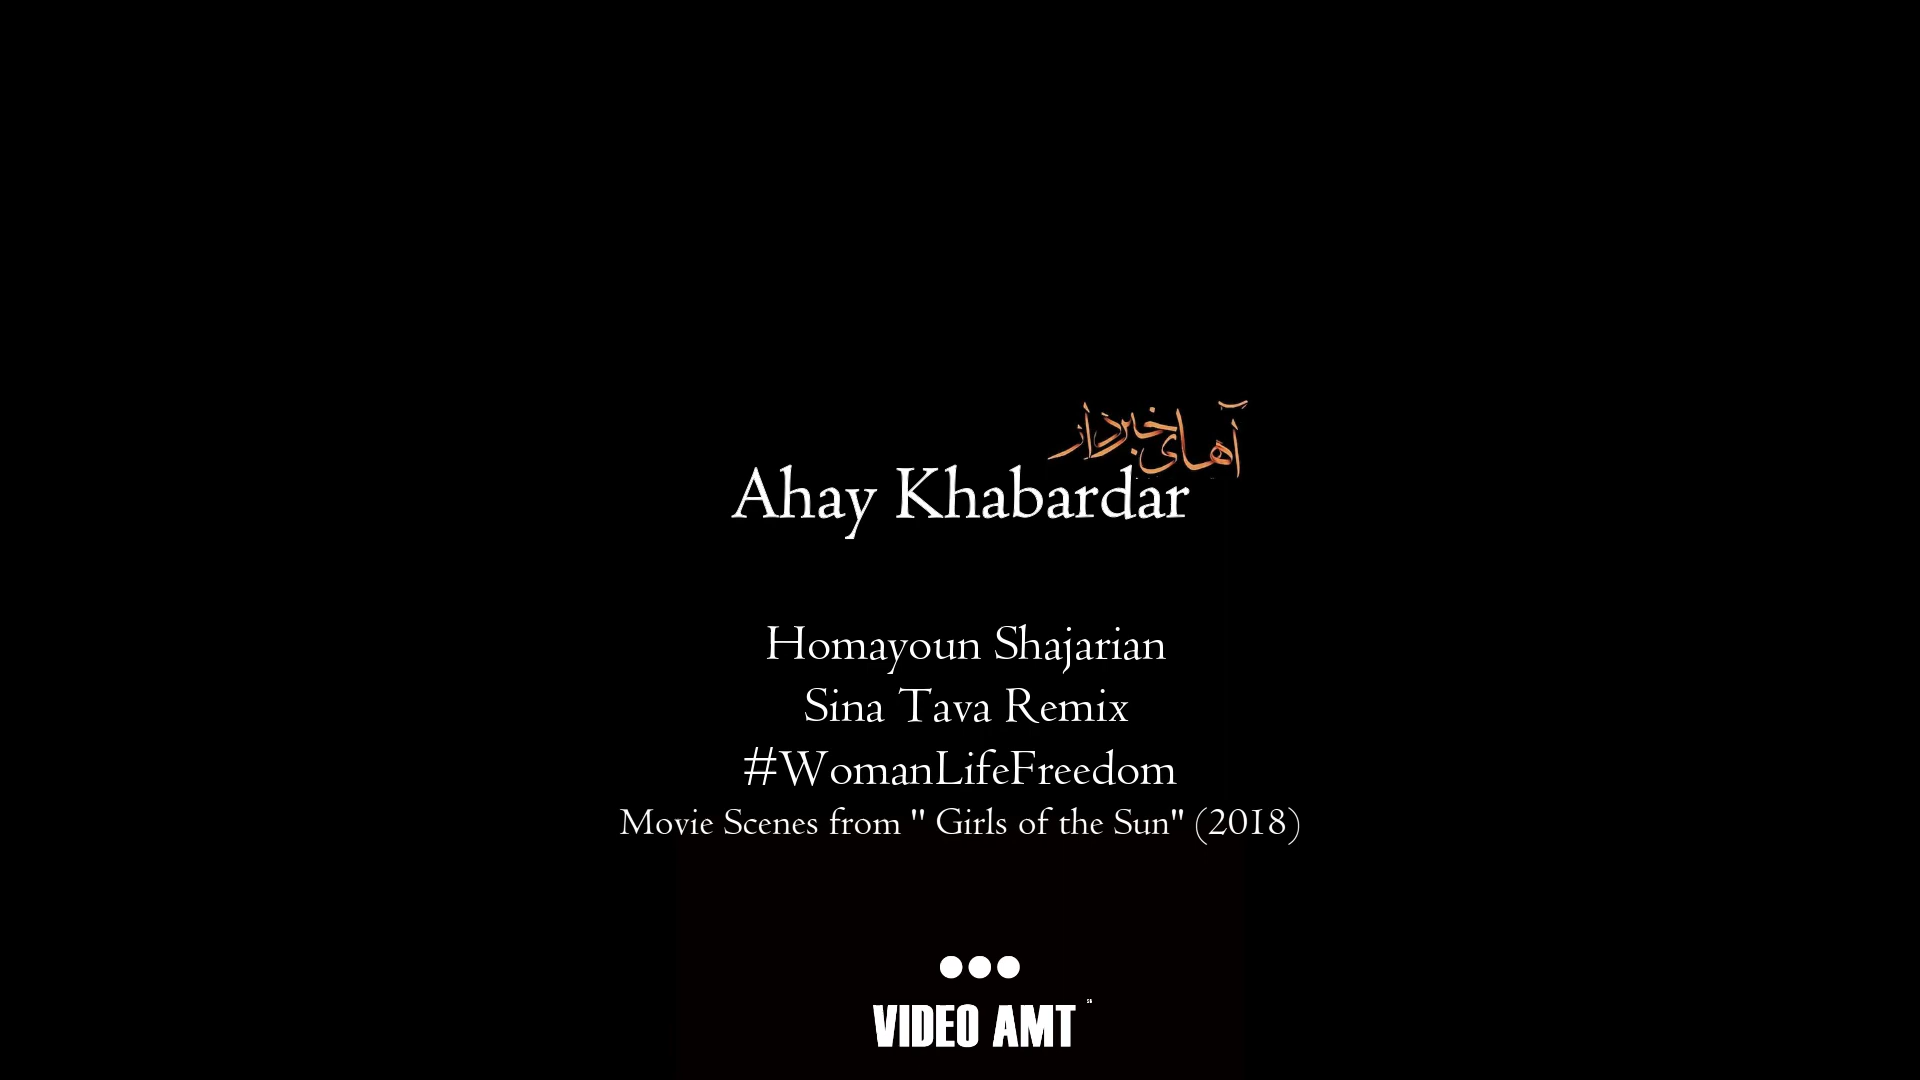 آهای خبردار
Ahay Khabardar
Homayoun Shajarian
Sina Tava Remix
#WomanLifeFreedom
Movie Scenes from " Girls of the Sun" (2018)
VIDEO AMT